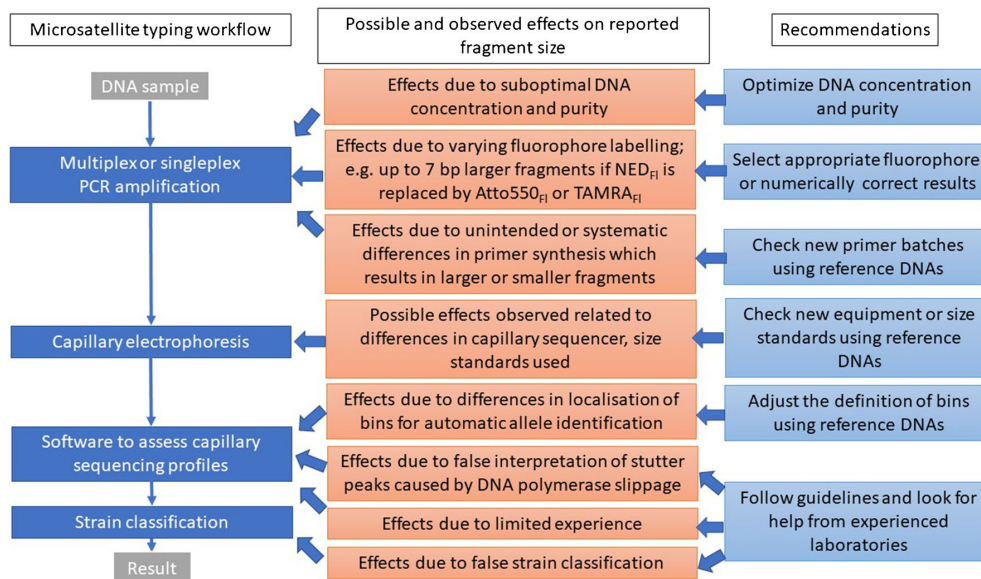 Microsatellite typing workflow
Possible and observed effects on reported
fragment size
Recommendations
DNA sample
Multiplex or singleplex
PCR amplification
Capillary electrophoresis
Software to assess capillary
sequencing profiles
Strain classification
Result
Effects due to suboptimal DNA
concentration and purity
Effects due to varying fluorophore labelling;
e.g. up to 7 bp larger fragments if NEDFl is
replaced by Atto550Fl or TAMRAFl
Effects due to unintended or systematic
differences in primer synthesis which
results in larger or smaller fragments
Possible effects observed related to
differences in capillary sequencer, size
standards used
Effects due to differences in localisation of
bins for automatic allele identification
Effects due to false interpretation of stutter
peaks caused by DNA polymerase slippage
Effects due to limited experience
Effects due to false strain classification
Optimize DNA concentration
and purity
Select appropriate fluorophore
or numerically correct results
Check new primer batches
using reference DNAs
Check new equipment or size
standards using reference
DNAs
Adjust the definition of bins
using reference DNAs
Follow guidelines and look for
help from experienced
laboratories